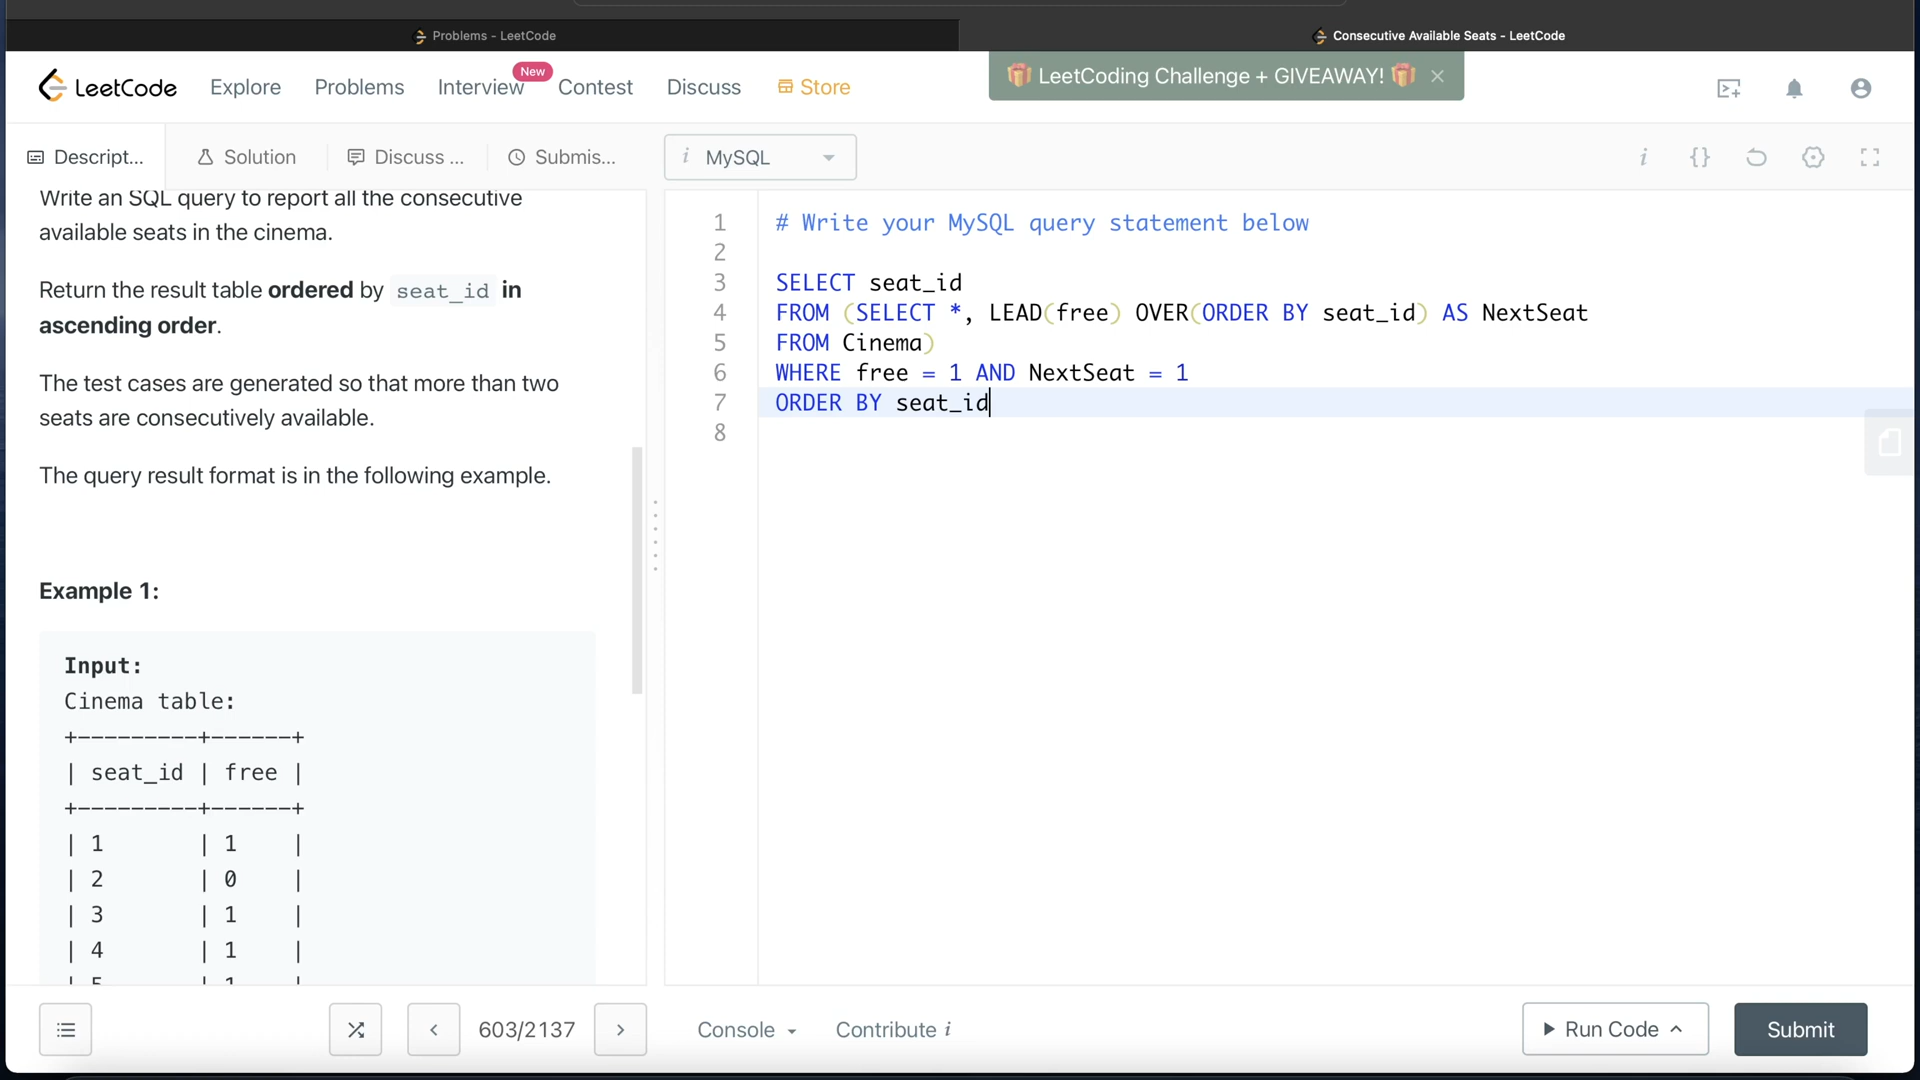 Problems - LeetCode
Consecutive Available Seats - LeetCode
LeetCode Explore Problems Interview New Contest Discuss Store
🎁 LeetCoding Challenge + GIVEAWAY! 🎁 ×
Descript... Solution Discuss ... Submis...
i MySQL
i {}
Write an SQL query to report all the consecutive
available seats in the cinema.
Return the result table ordered by seat_id in
ascending order.
The test cases are generated so that more than two
seats are consecutively available.
The query result format is in the following example.
Example 1:
Input:
Cinema table:
+---------+------+
| seat_id | free |
+---------+------+
| 1 | 1 |
| 2 | 0 |
| 3 | 1 |
| 4 | 1 |
| 5 | 1 |
1 # Write your MySQL query statement below
2
3 SELECT seat_id
4 FROM (SELECT *, LEAD(free) OVER(ORDER BY seat_id) AS NextSeat
5 FROM Cinema)
6 WHERE free = 1 AND NextSeat = 1
7 ORDER BY seat_id
8
603/2137
Console
Contribute i
Run Code
Submit